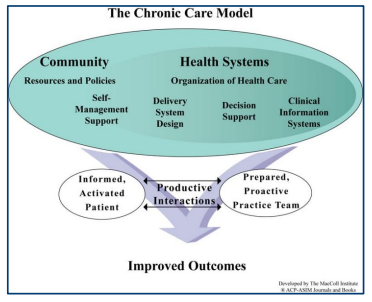 The Chronic Care Model
Community
Health Systems
Resources and Policies
Organization of Health Care
Self-
Management
Support
Delivery
System
Design
Decision
Support
Clinical
Information
Systems
Informed,
Activated
Patient
Productive
Interactions
Prepared,
Proactive
Practice Team
Improved Outcomes
Developed by The MacColl Institute
® ACP-ASIM Journals and Books